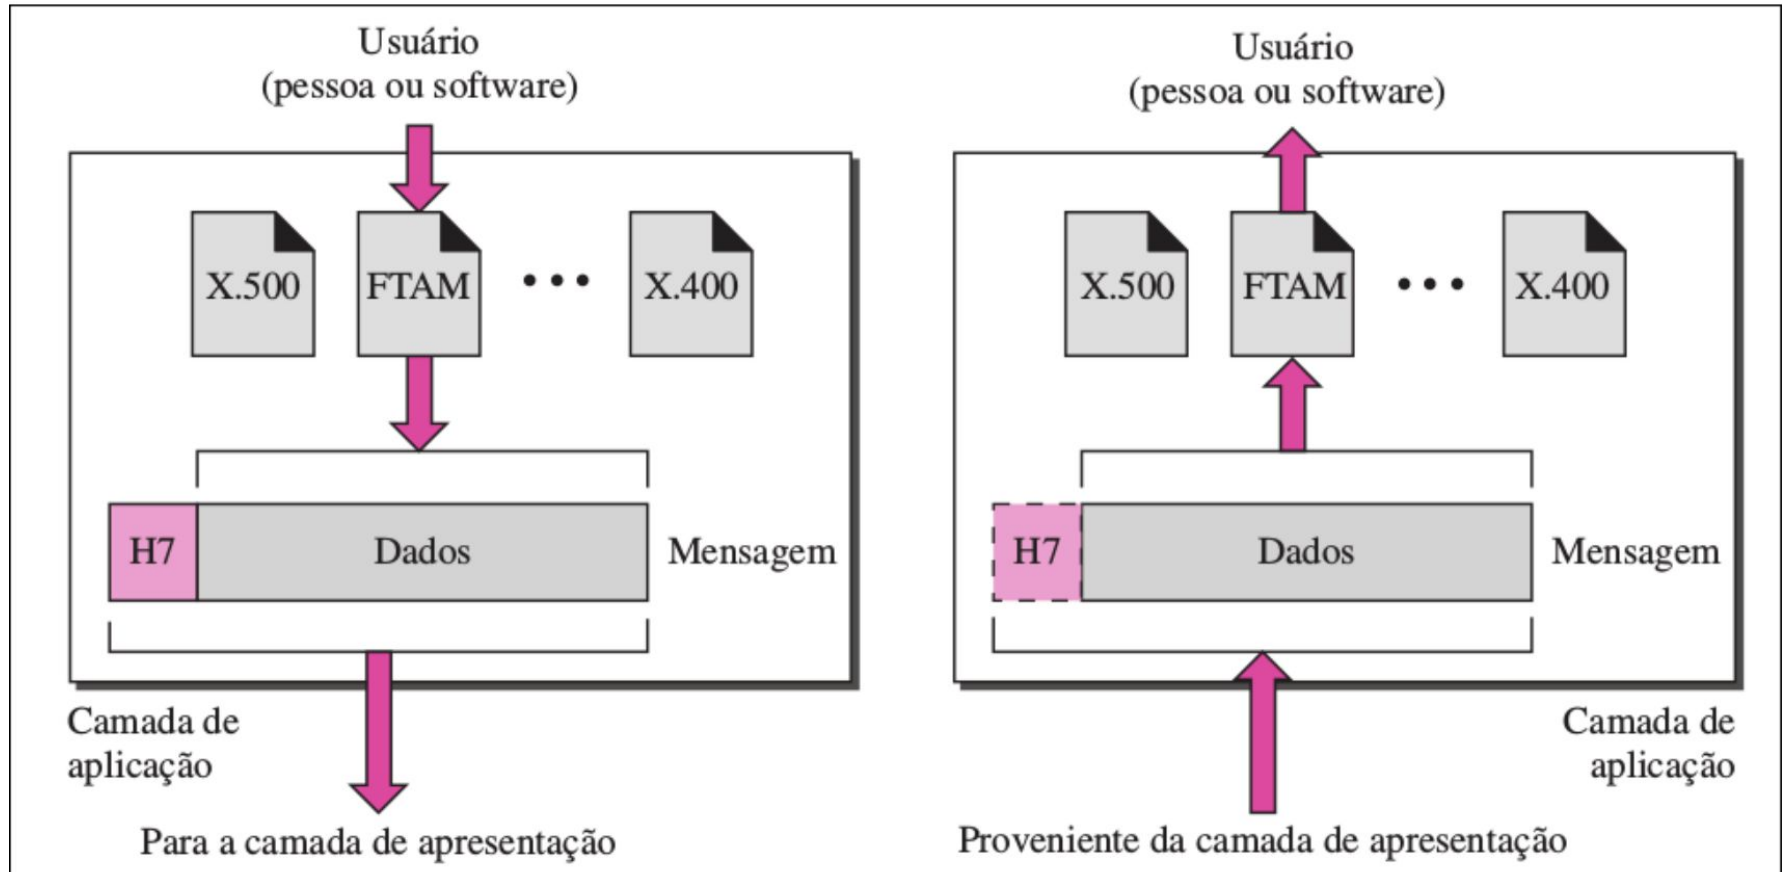 Usuário
(pessoa ou software)
X.500 FTAM ••• X.400
H7 Dados Mensagem
Camada de
aplicação
Para a camada de apresentação
Usuário
(pessoa ou software)
X.500 FTAM ••• X.400
H7 Dados Mensagem
Camada de
aplicação
Proveniente da camada de apresentação